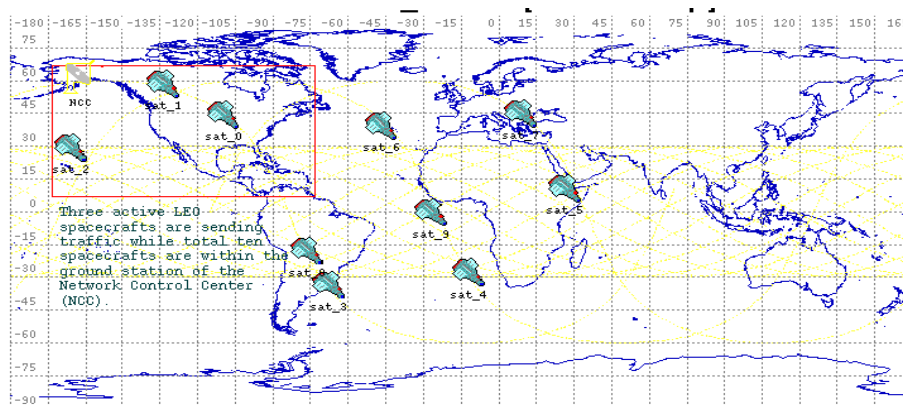 -180 -165 -150 -135 -120 -105 -90 -75 -60 -45 -30 -15 0 15 30 45 60 75 90 105 120 135 150
75
60
45
30
15
0
-15
-30
-45
-60
-75
-90
NCC
sat_1
sat_0
sat_2
sat_6
sat_7
sat_5
sat_9
sat_4
sat_3
Three active LEO
spacecrafts are sending
traffic while total ten
spacecrafts are within the
ground station of the
Network Control Center
(NCC).